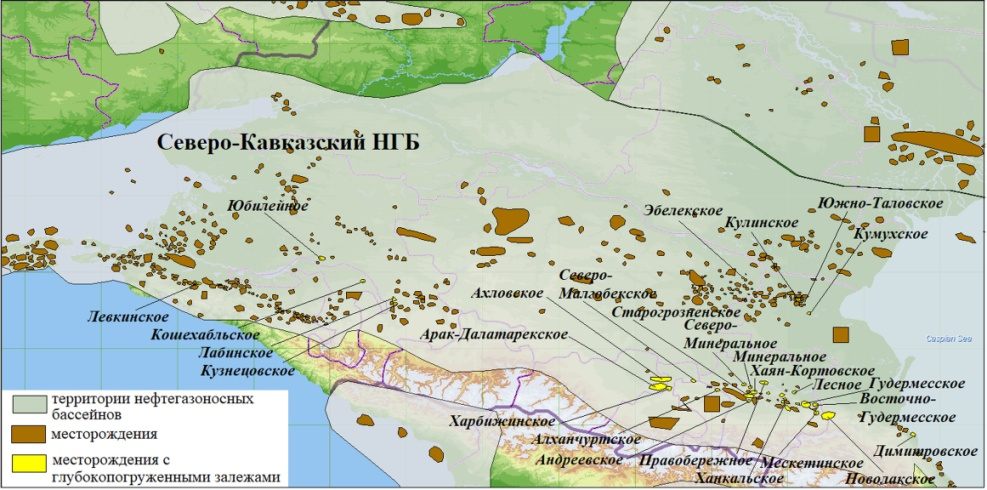 Северо-Кавказский НГБ
Юбилейное
Эбелекское
Южно-Таловское
Кулинское
Кумухское
Северо-
Малгобекское
Ахловское
Старогрозненское
Левкинское
Северо-
Минеральное
Кошехабльское
Арак-Далатарекское
Лабинское
Минеральное
Кузнецовское
Хаян-Кортовское
Лесное
Гудермесское
Восточно-
Гудермесское
Харбижинское
Алханчуртское
Андреевское
Правобережное
Мескетинское
Димитровское
Ханкальское
Новолакское
Caspian Sea
территории нефтегазоносных
бассейнов
месторождения
месторождения с
глубокопогруженными залежами